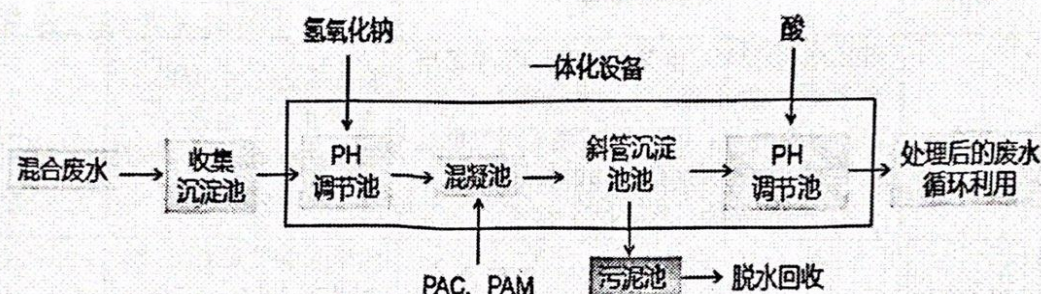 氢氧化钠
酸
一体化设备
混合废水
收集
沉淀池
PH
调节池
混凝池
斜管沉淀
池池
PH
调节池
处理后的废水
循环利用
PAC、PAM
污泥池
脱水回收